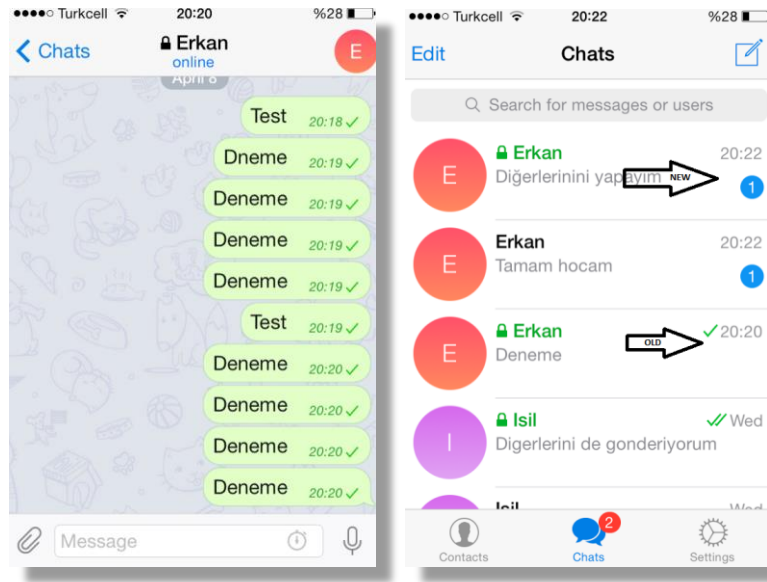 Turkcell 20:20 %28
Chats Erkan
online
E
April 8
Test 20:18
Dneme 20:19
Deneme 20:19
Deneme 20:19
Deneme 20:19
Test 20:19
Deneme 20:20
Deneme 20:20
Deneme 20:20
Deneme 20:20
Message
Turkcell 20:22 %28
Edit Chats
Search for messages or users
E
Erkan 20:22
Diğerlerinini yapayım NEW 1
E
Erkan 20:22
Tamam hocam 1
E
Erkan 20:20
Deneme OLD
I
Isil Wed
Digerlerini de gonderiyorum
Isil Wed
2
Contacts Chats Settings